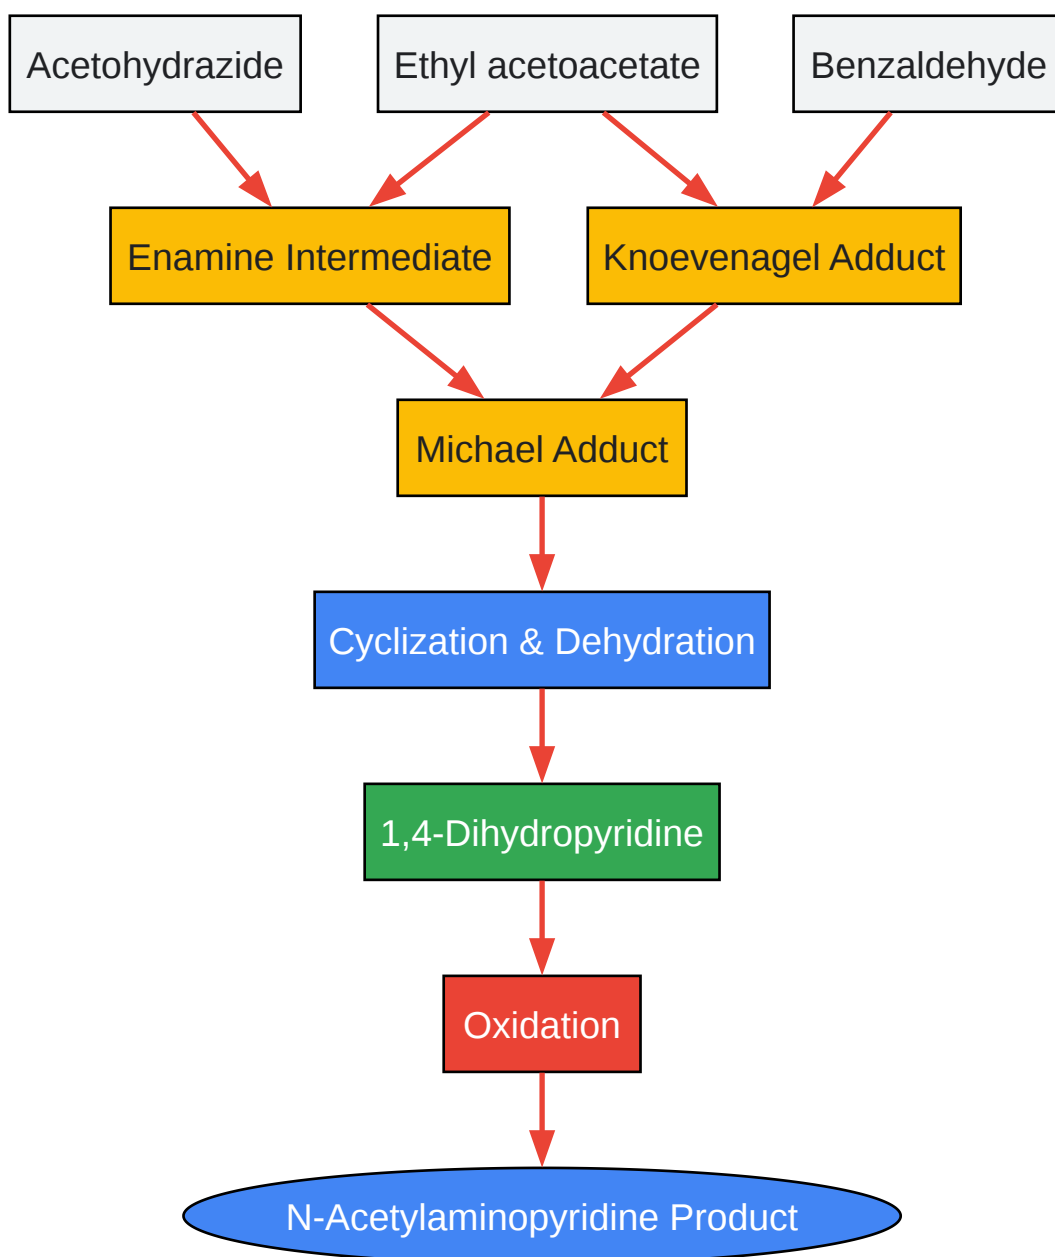 Acetohydrazide
Ethyl acetoacetate
Benzaldehyde
Enamine Intermediate
Knoevenagel Adduct
Michael Adduct
Cyclization & Dehydration
1,4-Dihydropyridine
Oxidation
N-Acetylaminopyridine Product